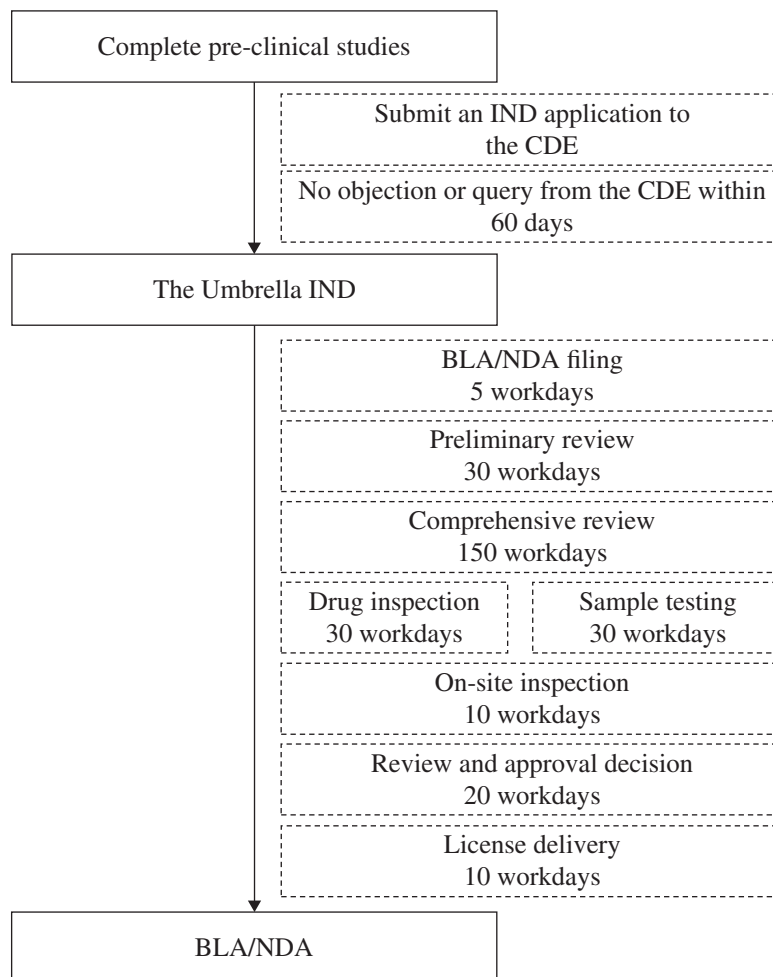 Complete pre-clinical studies
Submit an IND application to
the CDE
No objection or query from the CDE within
60 days
The Umbrella IND
BLA/NDA filing
5 workdays
Preliminary review
30 workdays
Comprehensive review
150 workdays
Drug inspection
30 workdays
Sample testing
30 workdays
On-site inspection
10 workdays
Review and approval decision
20 workdays
License delivery
10 workdays
BLA/NDA